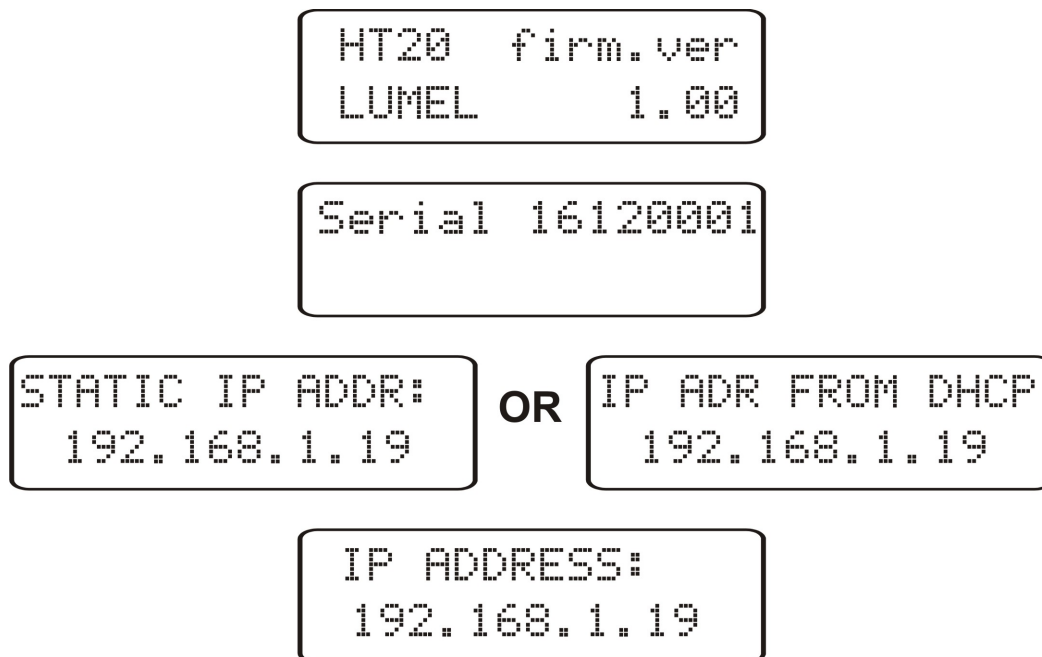 HT20 firm.ver
LUMEL 1.00
Serial 16120001
STATIC IP ADDR:
192.168.1.19
OR
IP ADR FROM DHCP
192.168.1.19
IP ADDRESS:
192.168.1.19